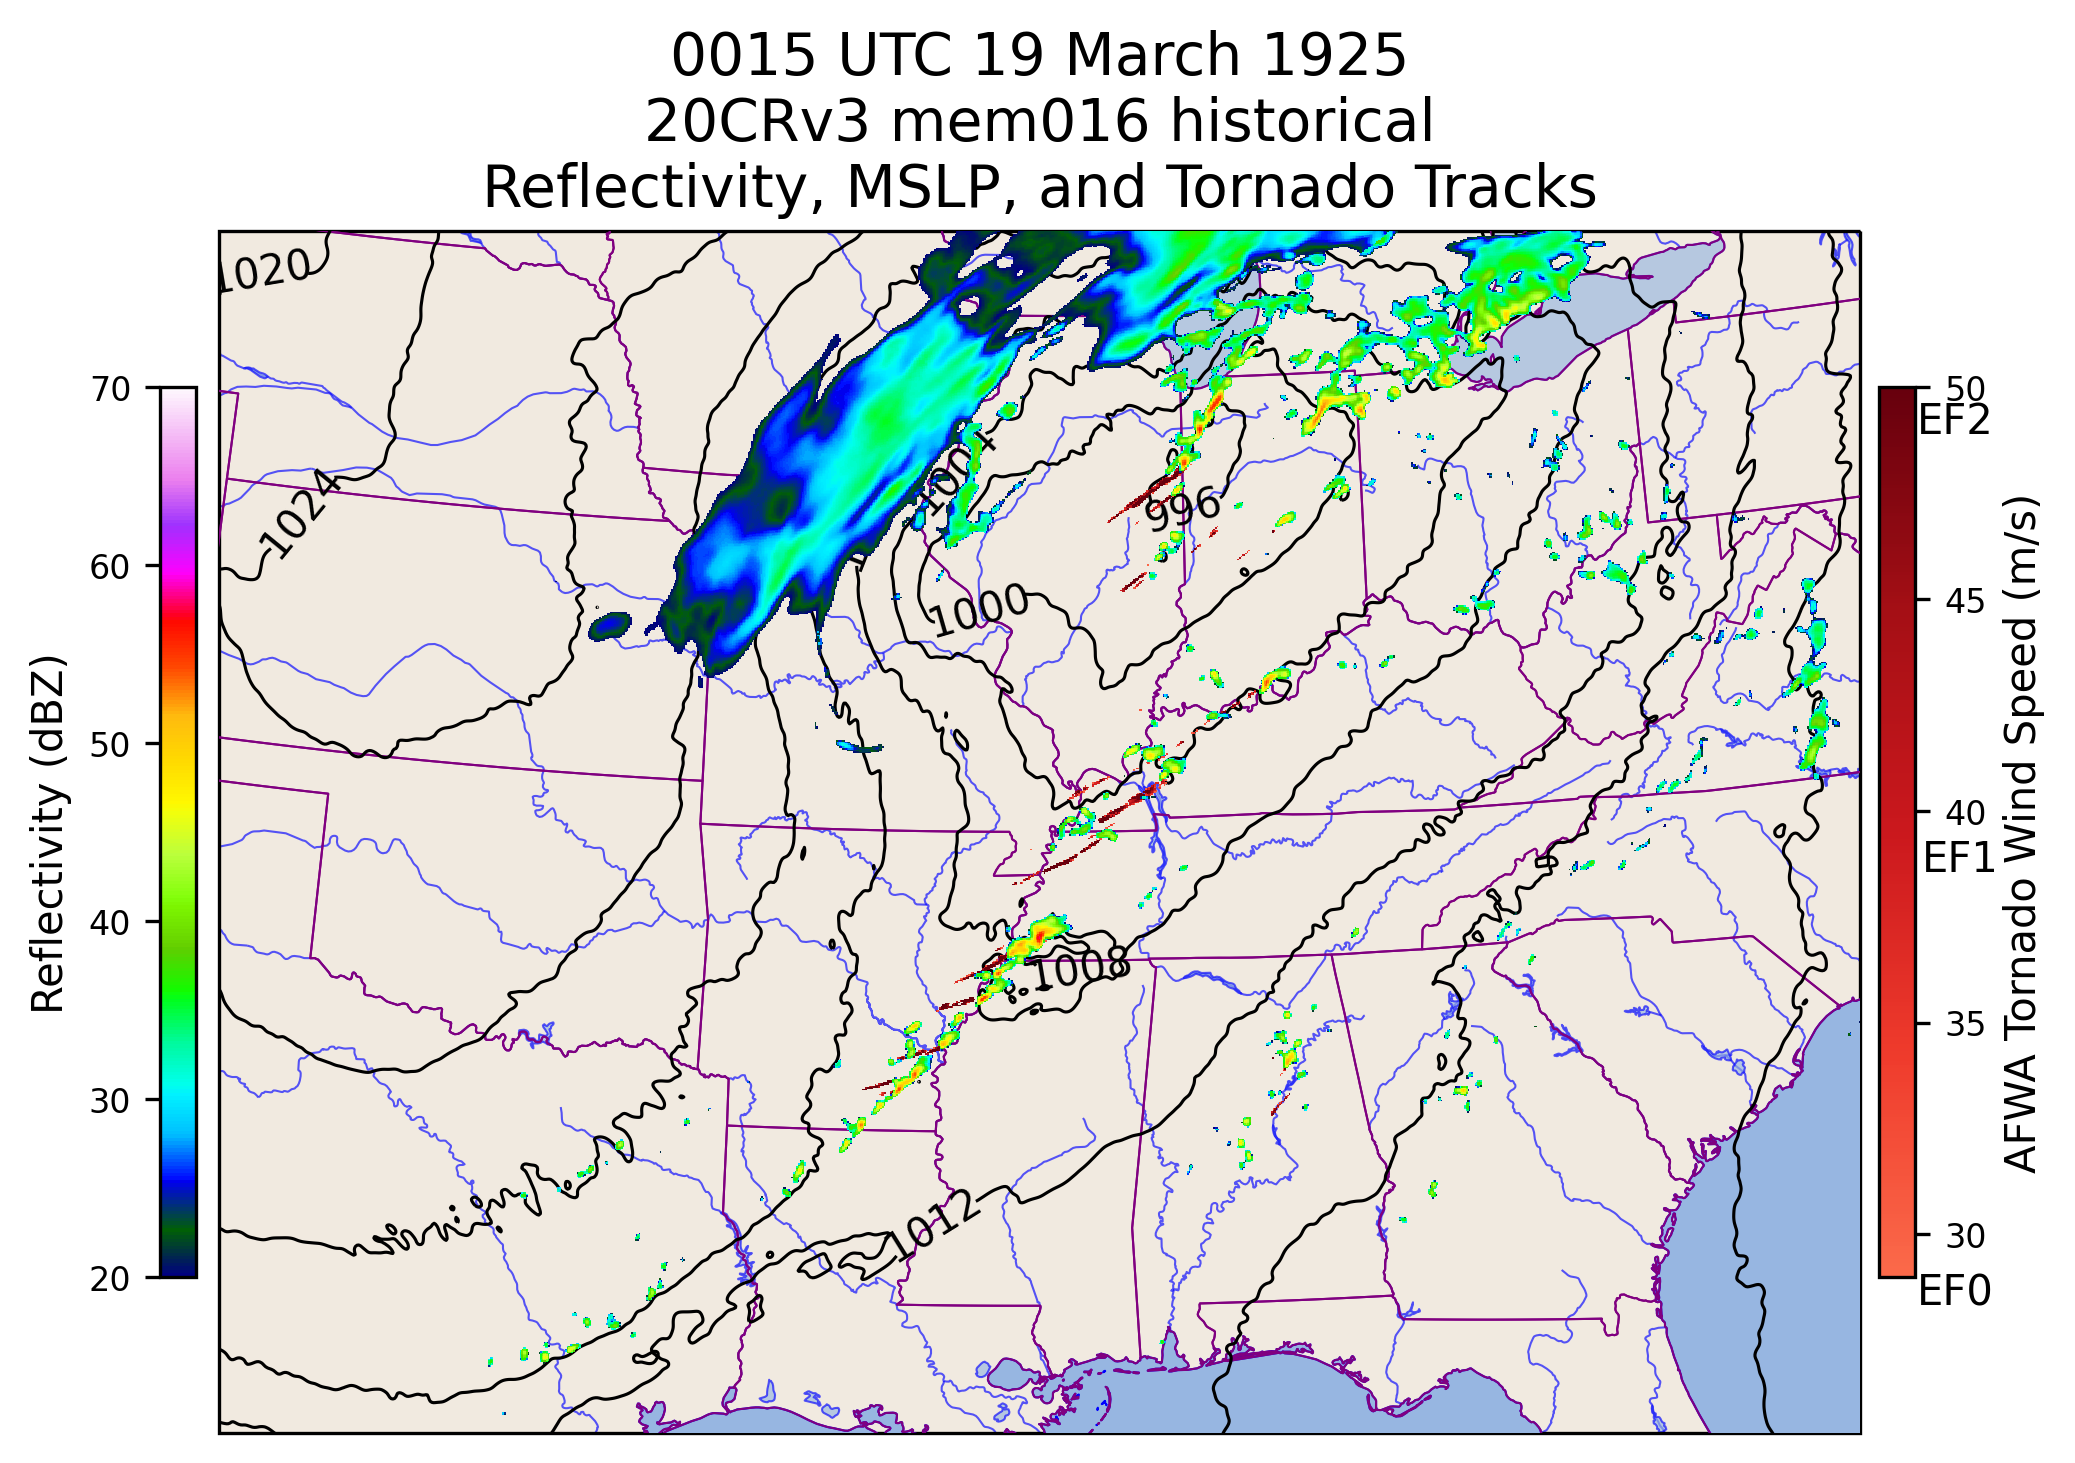 0015 UTC 19 March 1925
20CRv3 mem016 historical
Reflectivity, MSLP, and Tornado Tracks
Reflectivity (dBZ)
70
60
50
40
30
20
1020
1024
1004
996
1000
1008
1012
50
EF2
45
40
EF1
35
30
EF0
AFWA Tornado Wind Speed (m/s)